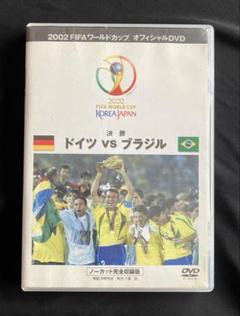 2002 FIFAワールドカップ オフィシャルDVD
2002
FIFA WORLD CUP
KOREA JAPAN
決勝
ドイツ vs ブラジル
ノーカット完全収録版
DVD